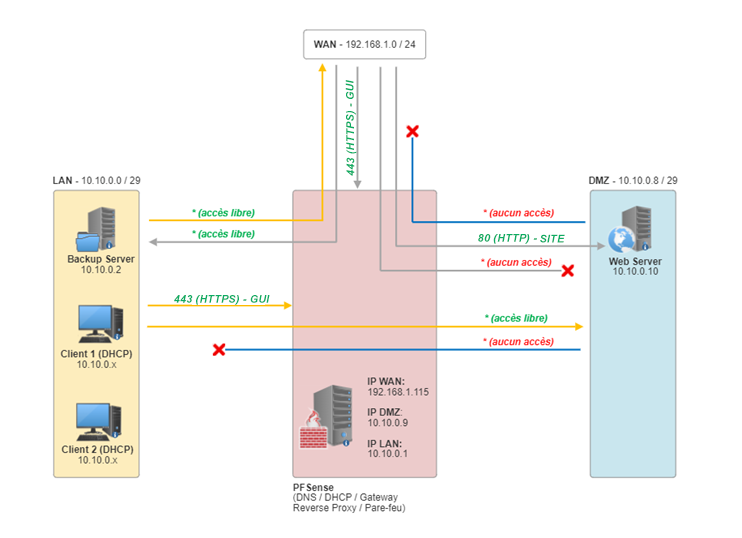 WAN - 192.168.1.0 / 24
443 (HTTPS) - GUI
LAN - 10.10.0.0 / 29
DMZ - 10.10.0.8 / 29
* (accès libre)
* (aucun accès)
* (accès libre)
80 (HTTP) - SITE
Backup Server
10.10.0.2
* (aucun accès)
Web Server
10.10.0.10
443 (HTTPS) - GUI
* (accès libre)
* (aucun accès)
Client 1 (DHCP)
10.10.0.x
IP WAN:
192.168.1.115
IP DMZ:
10.10.0.9
IP LAN:
10.10.0.1
Client 2 (DHCP)
10.10.0.x
PFSense
(DNS / DHCP / Gateway
Reverse Proxy / Pare-feu)